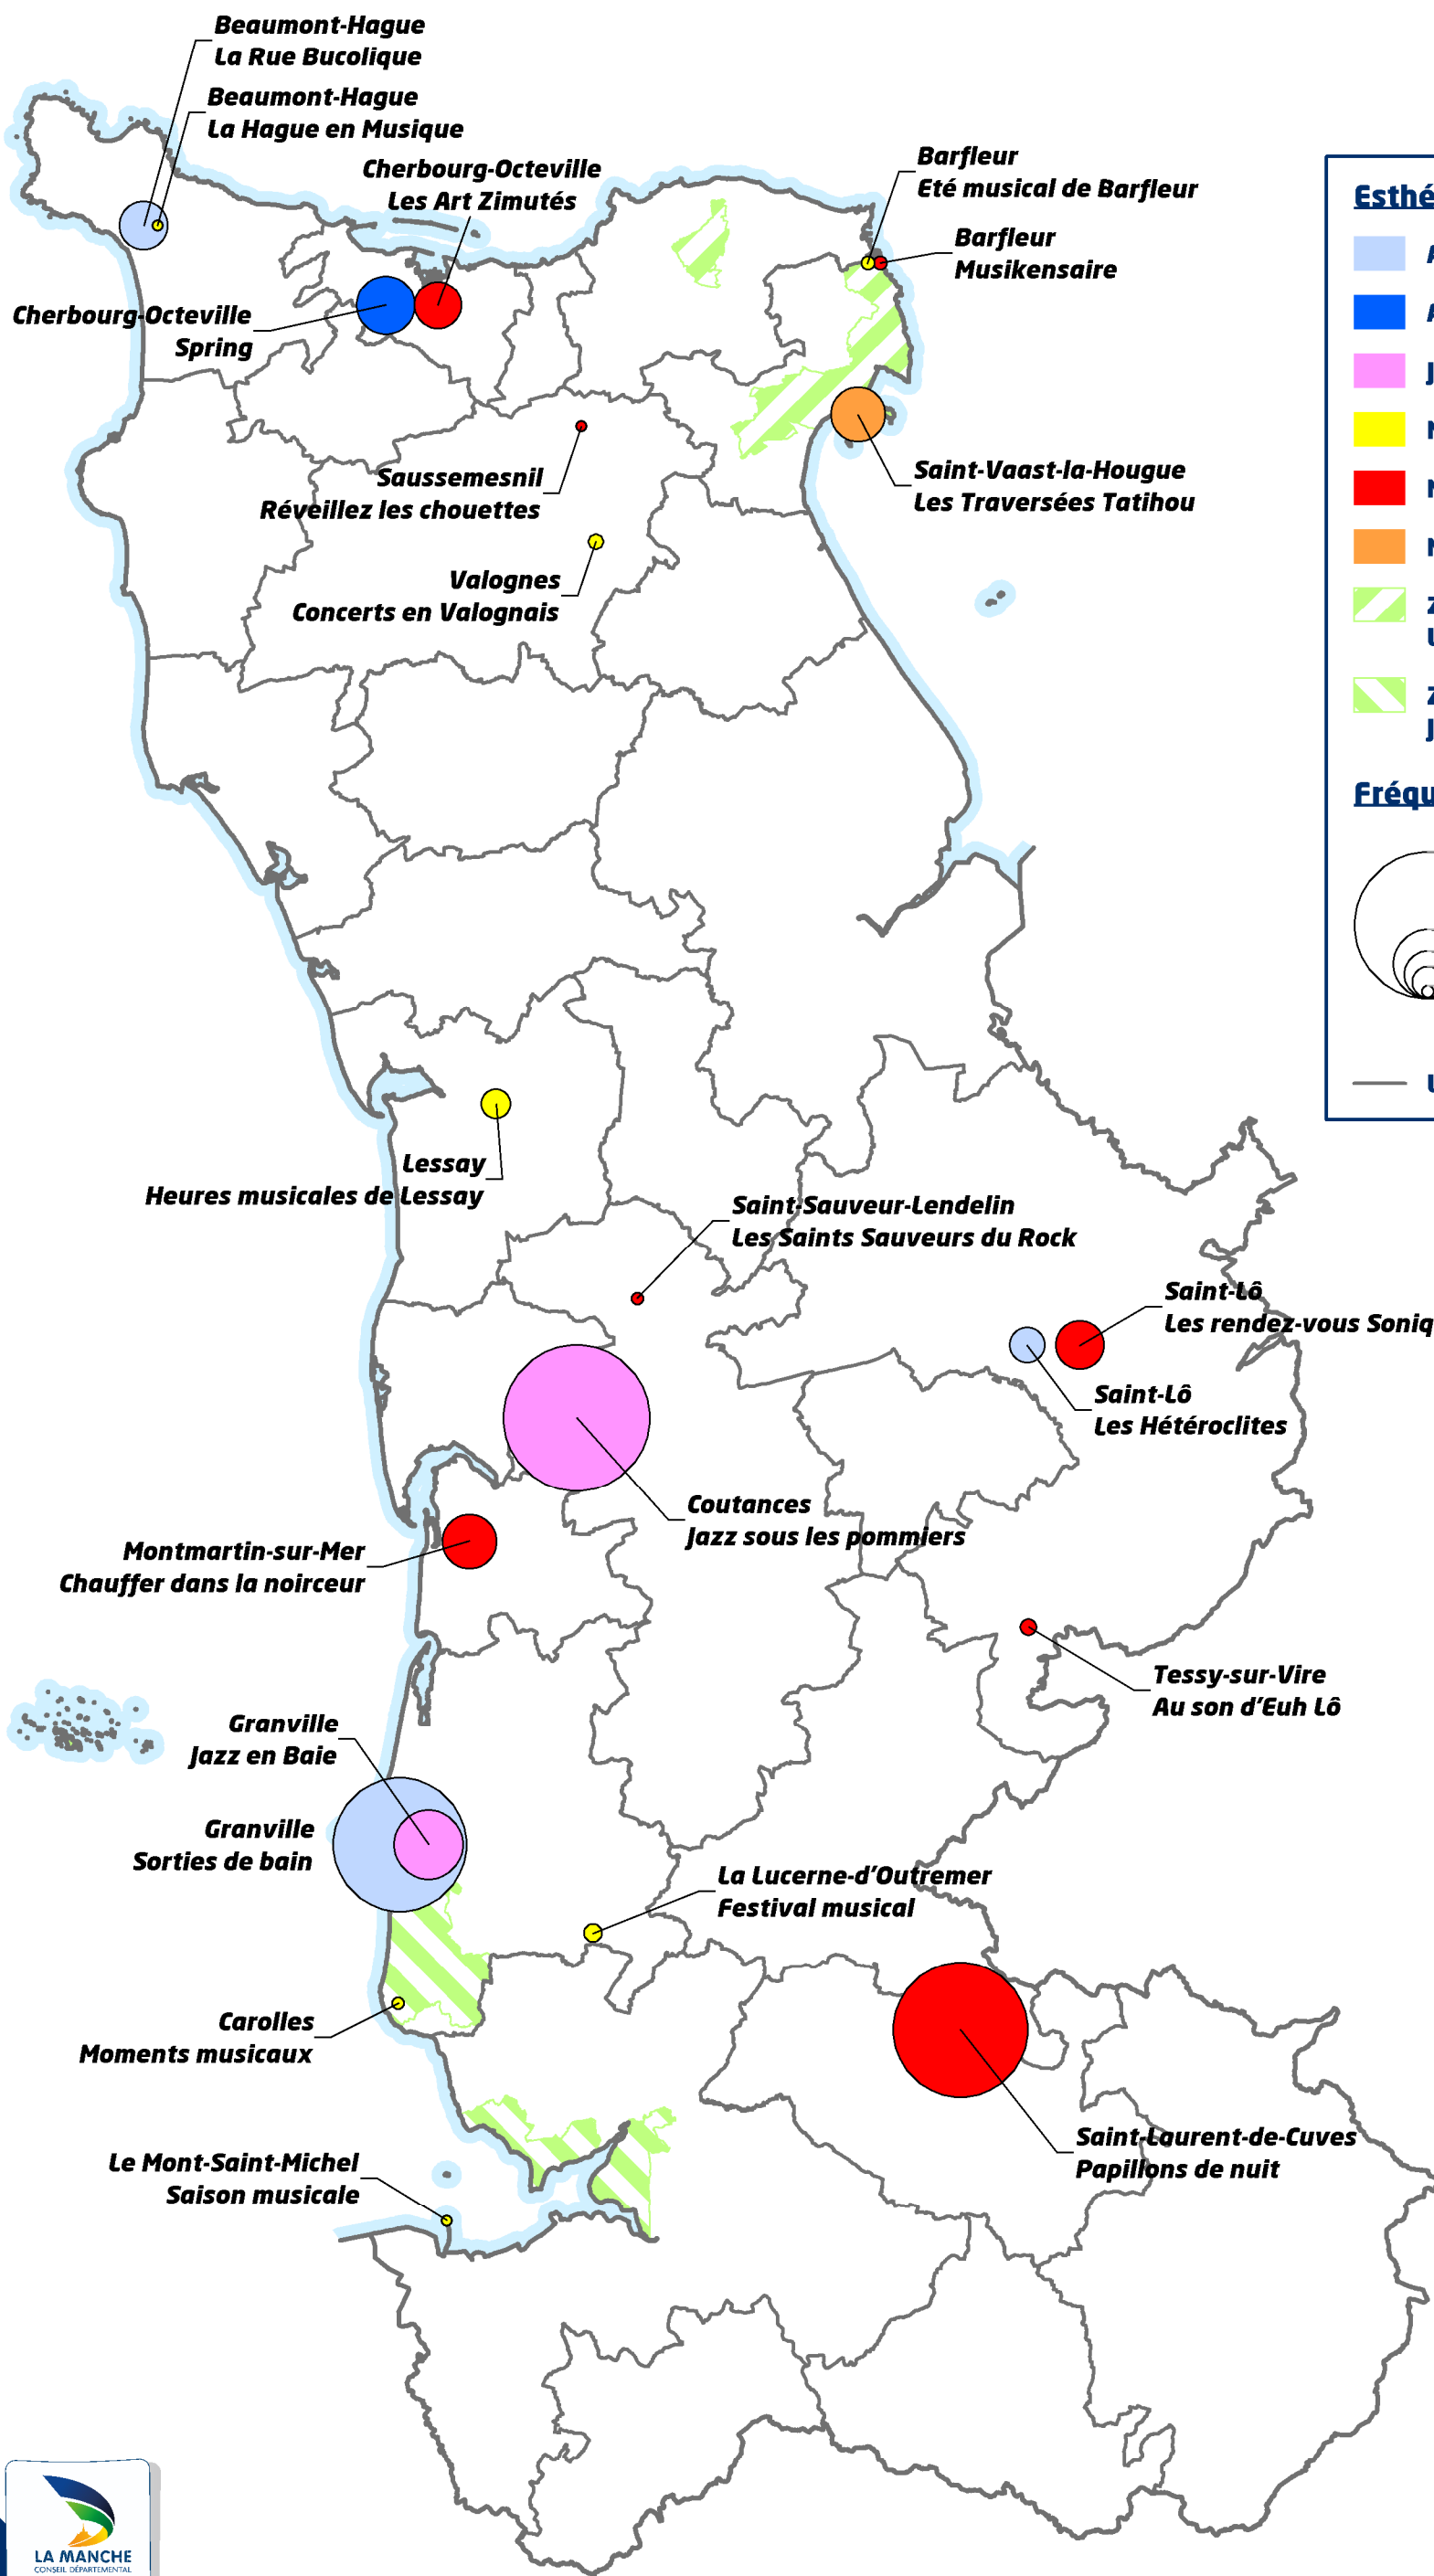 Beaumont-Hague
La Rue Bucolique
Beaumont-Hague
La Hague en Musique
Cherbourg-Octeville
Les Art Zimutés
Barfleur
Eté musical de Barfleur
Barfleur
Musikensaire
Cherbourg-Octeville
Spring
Saussemesnil
Réveillez les chouettes
Saint-Vaast-la-Hougue
Les Traversées Tatihou
Valognes
Concerts en Valognais
Lessay
Heures musicales de Lessay
Saint-Sauveur-Lendelin
Les Saints Sauveurs du Rock
Saint-Lô
Les rendez-vous Soniq
Saint-Lô
Les Hétéroclites
Coutances
Jazz sous les pommiers
Montmartin-sur-Mer
Chauffer dans la noirceur
Tessy-sur-Vire
Au son d'Euh Lô
Granville
Jazz en Baie
Granville
Sorties de bain
La Lucerne-d'Outremer
Festival musical
Carolles
Moments musicaux
Saint-Laurent-de-Cuves
Papillons de nuit
Le Mont-Saint-Michel
Saison musicale
Esthé
J
Z
Z
J
Fréqu
LA MANCHE
CONSEIL DÉPARTEMENTAL